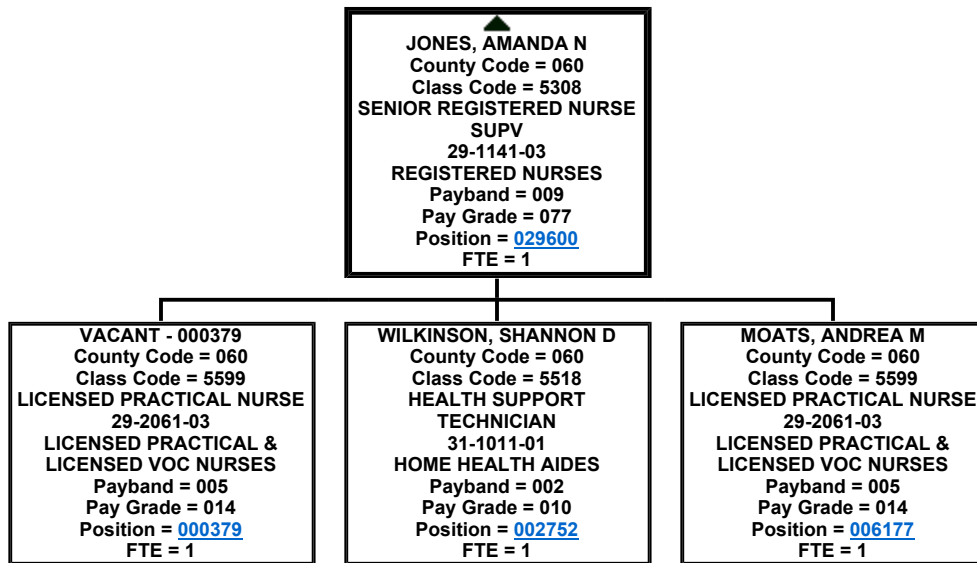 JONES, AMANDA N
County Code = 060
Class Code = 5308
SENIOR REGISTERED NURSE
SUPV
29-1141-03
REGISTERED NURSES
Payband = 009
Pay Grade = 077
Position = 029600
FTE = 1
VACANT - 000379
County Code = 060
Class Code = 5599
LICENSED PRACTICAL NURSE
29-2061-03
LICENSED PRACTICAL &
LICENSED VOC NURSES
Payband = 005
Pay Grade = 014
Position = 000379
FTE = 1
WILKINSON, SHANNON D
County Code = 060
Class Code = 5518
HEALTH SUPPORT
TECHNICIAN
31-1011-01
HOME HEALTH AIDES
Payband = 002
Pay Grade = 010
Position = 002752
FTE = 1
MOATS, ANDREA M
County Code = 060
Class Code = 5599
LICENSED PRACTICAL NURSE
29-2061-03
LICENSED PRACTICAL &
LICENSED VOC NURSES
Payband = 005
Pay Grade = 014
Position = 006177
FTE = 1